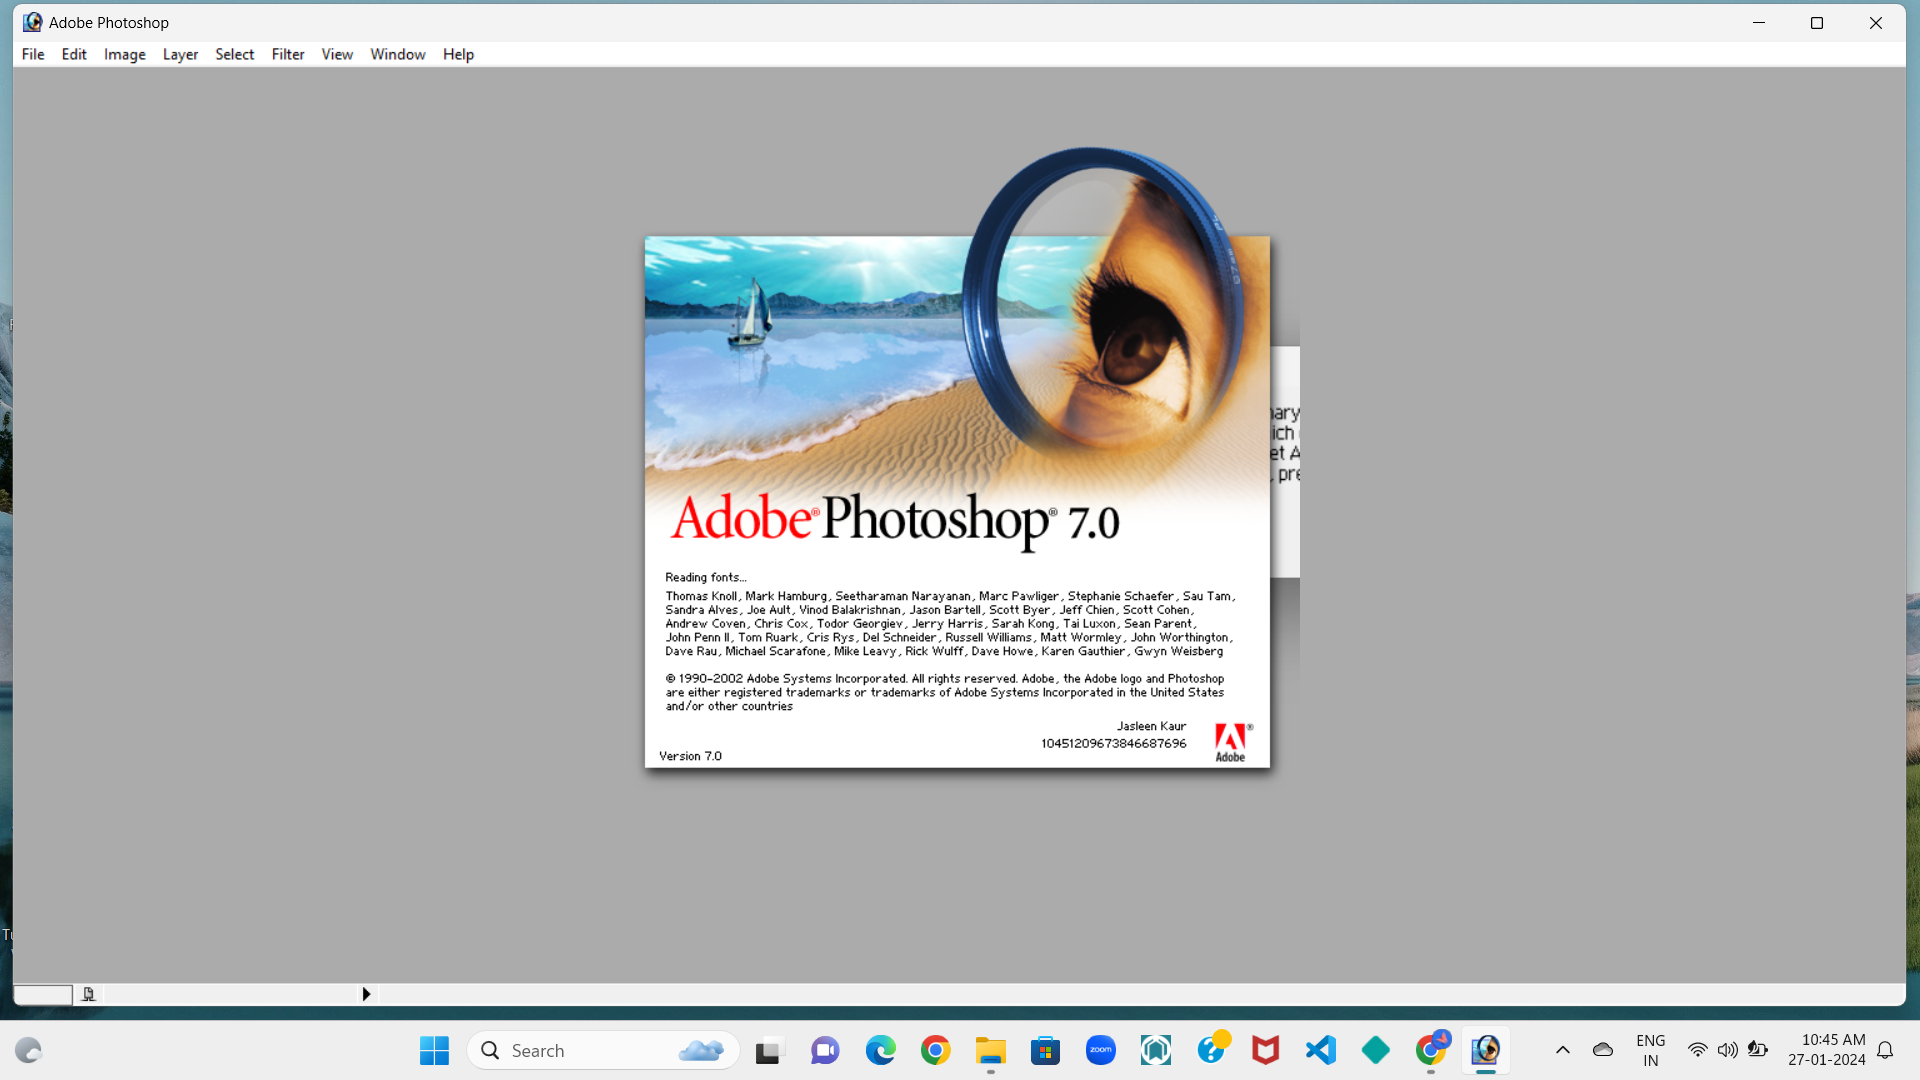 Adobe Photoshop
File Edit Image Layer Select Filter View Window Help
ich
et A
, pre
Adobe® Photoshop® 7.0
Reading fonts...
Thomas Knoll, Mark Hamburg, Seetharaman Narayanan, Marc Pawliger, Stephanie Schaefer, Sau Tam,
Sandra Alves, Joe Ault, Vinod Balakrishnan, Jason Bartell, Scott Byer, Jeff Chien, Scott Cohen,
Andrew Coven, Chris Cox, Todor Georgiev, Jerry Harris, Sarah Kong, Tai Luxon, Sean Parent,
John Penn II, Tom Ruark, Cris Rys, Del Schneider, Russell Williams, Matt Wormley, John Worthington,
Dave Rau, Michael Scarafone, Mike Leavy, Rick Wulff, Dave Howe, Karen Gauthier, Gwyn Weisberg
© 1990-2002 Adobe Systems Incorporated. All rights reserved. Adobe, the Adobe logo and Photoshop
are either registered trademarks or trademarks of Adobe Systems Incorporated in the United States
and/or other countries
Jasleen Kaur
10451209673846687696
Adobe
Version 7.0
Search
zoom
ENG
IN
10:45 AM
27-01-2024